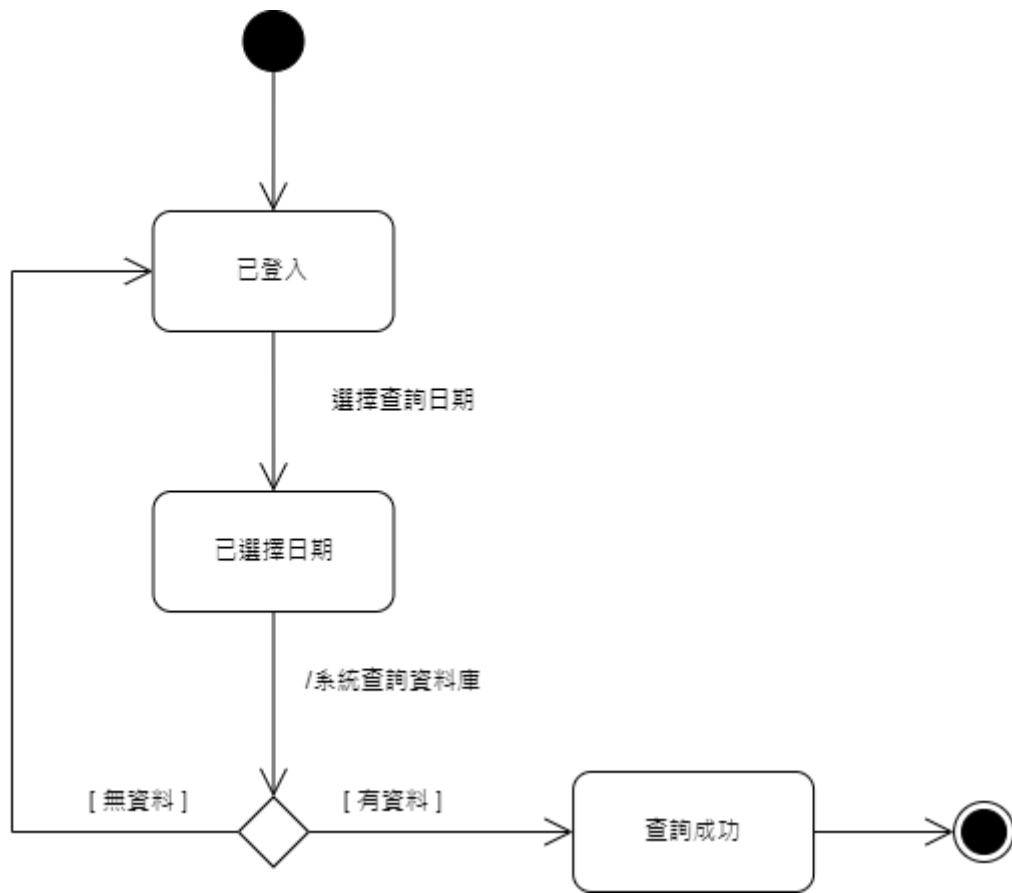 已登入
選擇查詢日期
已選擇日期
/系統查詢資料庫
[ 無資料 ]
[ 有資料 ]
查詢成功